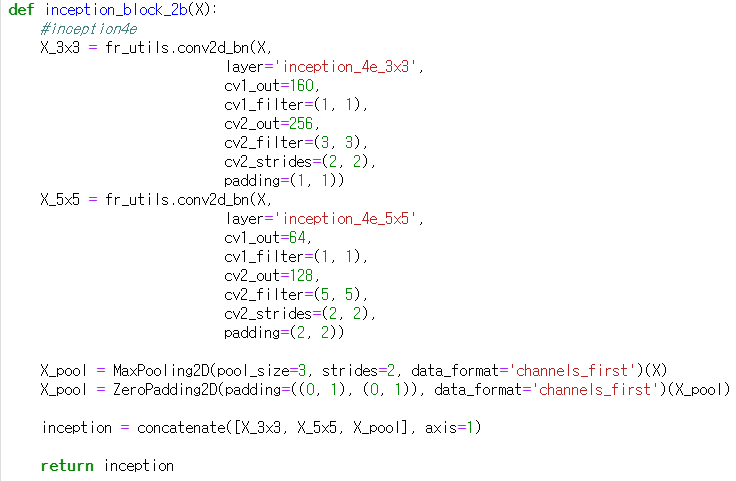 def inception_block_2b(X):
    #inception4e
    X_3x3 = fr_utils.conv2d_bn(X,
                           layer='inception_4e_3x3',
                           cv1_out=160,
                           cv1_filter=(1, 1),
                           cv2_out=256,
                           cv2_filter=(3, 3),
                           cv2_strides=(2, 2),
                           padding=(1, 1))
    X_5x5 = fr_utils.conv2d_bn(X,
                           layer='inception_4e_5x5',
                           cv1_out=64,
                           cv1_filter=(1, 1),
                           cv2_out=128,
                           cv2_filter=(5, 5),
                           cv2_strides=(2, 2),
                           padding=(2, 2))

    X_pool = MaxPooling2D(pool_size=3, strides=2, data_format='channels_first')(X)
    X_pool = ZeroPadding2D(padding=((0, 1), (0, 1)), data_format='channels_first')(X_pool)

    inception = concatenate([X_3x3, X_5x5, X_pool], axis=1)

    return inception